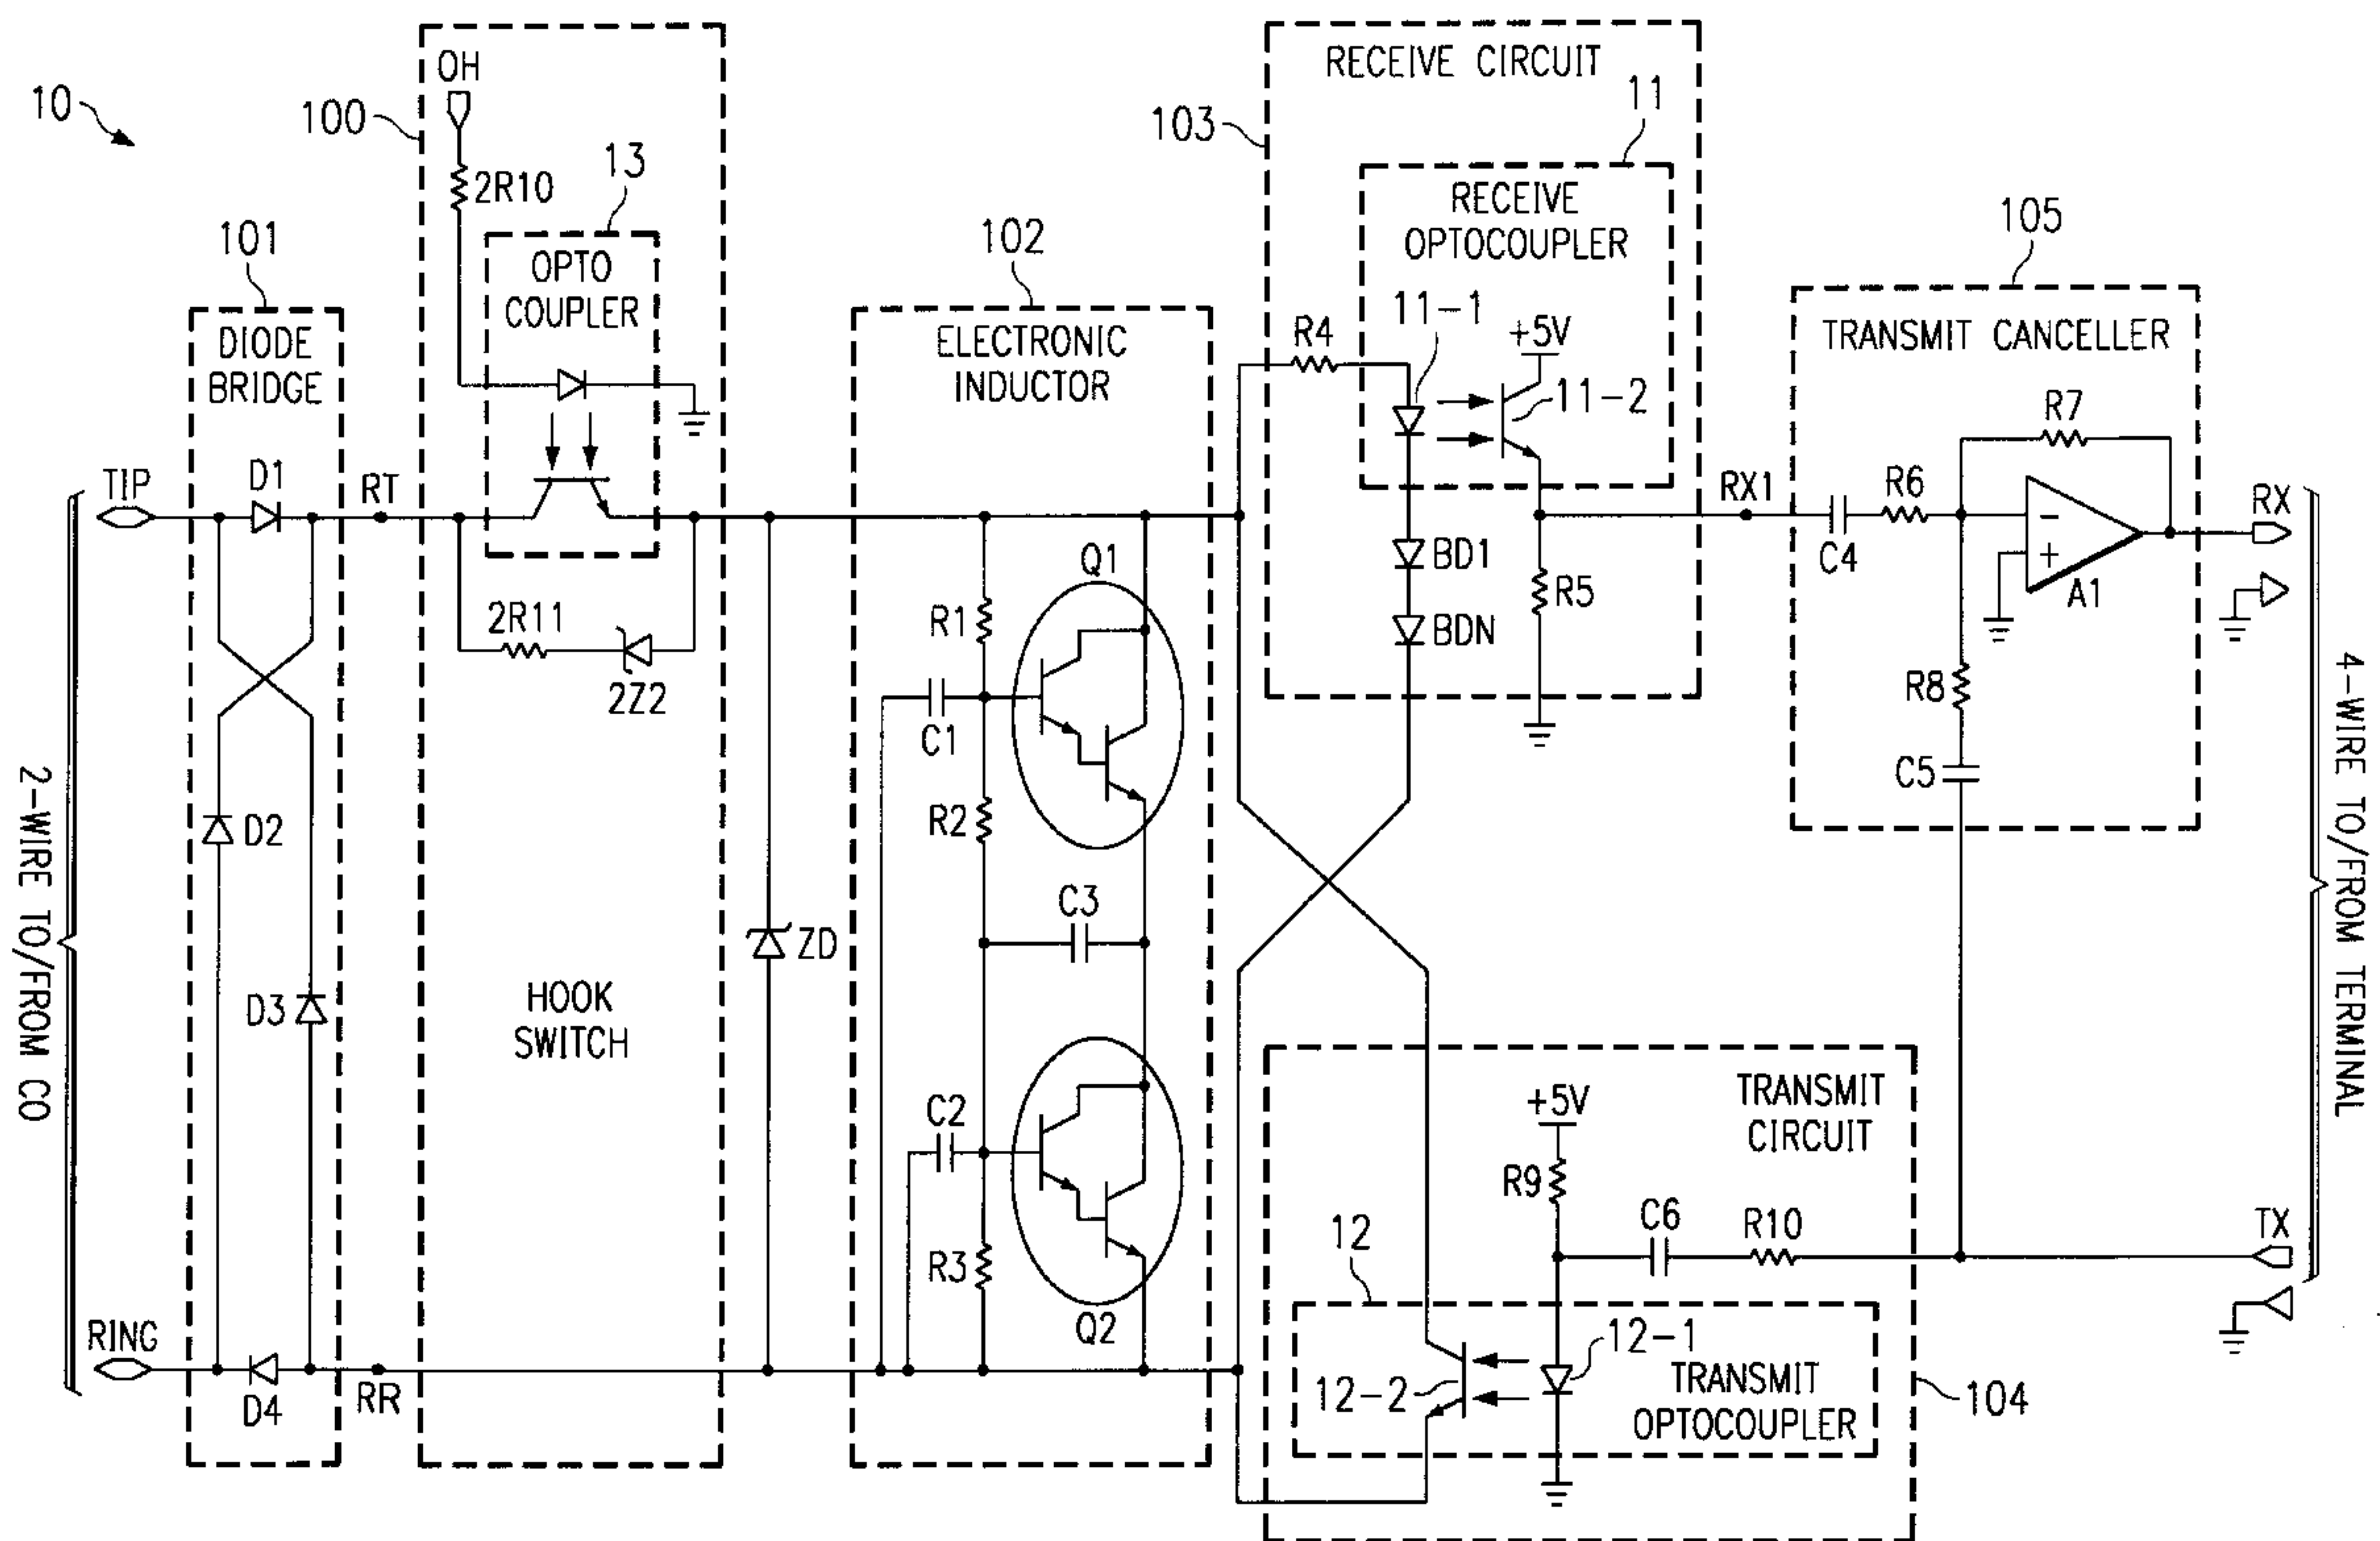 10
2-WIRE TO/FROM CO
TIP
RING
101
DIODE
BRIDGE
D1
D2
D3
D4
RT
RR
100
OH
2R10
13
OPTO
COUPLER
2R11
2Z2
HOOK
SWITCH
ZD
102
ELECTRONIC
INDUCTOR
R1
Q1
C1
R2
C3
C2
R3
Q2
103
RECEIVE CIRCUIT
11
RECEIVE
OPTOCOUPLER
R4
11-1
+5V
11-2
BD1
BDN
R5
RX1
105
TRANSMIT CANCELLER
R7
R6
C4
-
+
A1
R8
C5
RX
4-WIRE TO/FROM TERMINAL
TX
TRANSMIT
CIRCUIT
+5V
R9
C6
R10
12
12-1
12-2
TRANSMIT
OPTOCOUPLER
104